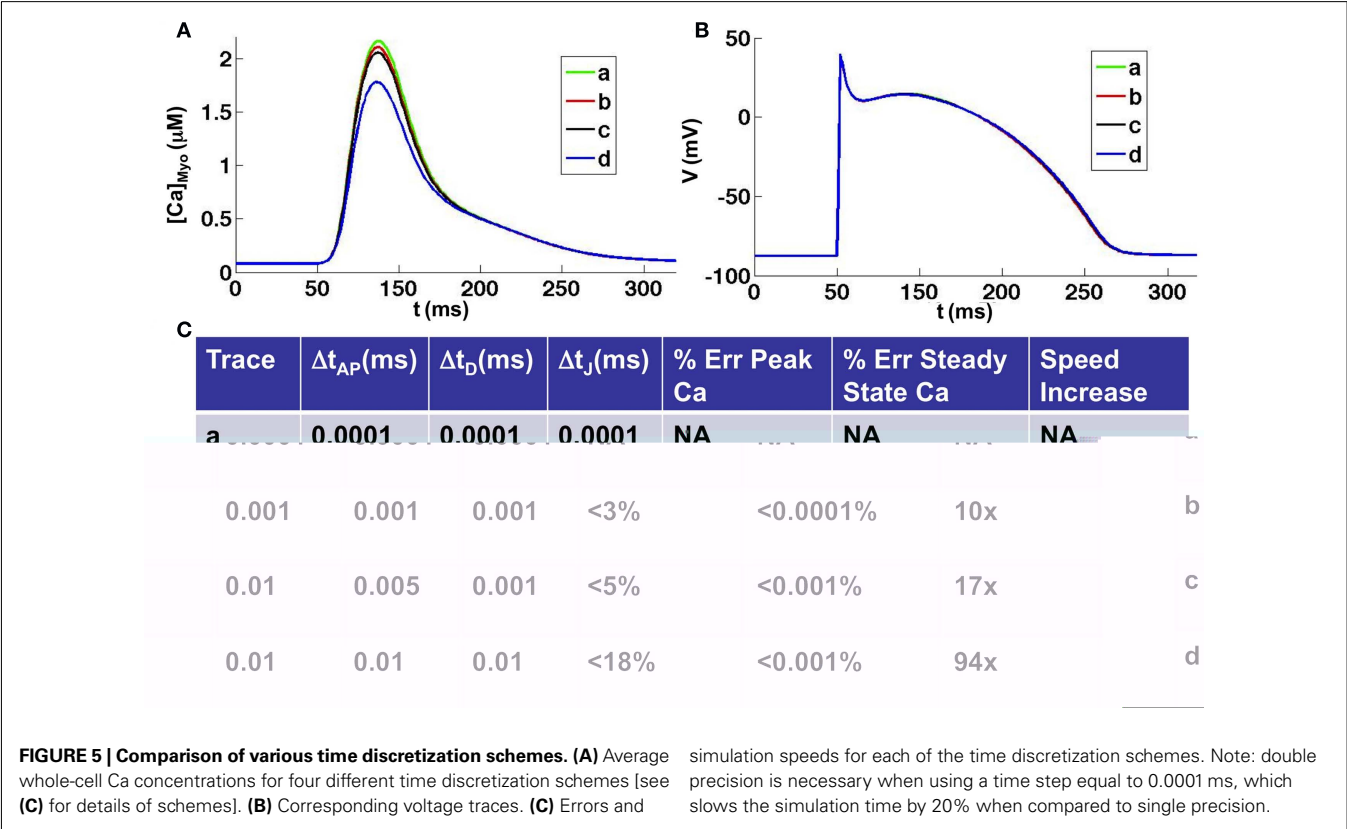 A
2
1.5
1
0.5
0
[Ca]Myo (μM)
0 50 100 150 200 250 300
t (ms)
a
b
c
d
B
50
0
-50
-100
V (mV)
0 50 100 150 200 250 300
t (ms)
a
b
c
d
C
Trace ΔtAP(ms) ΔtD(ms) ΔtJ(ms) % Err Peak Ca % Err Steady State Ca Speed Increase
a 0.0001 0.0001 0.0001 NA NA NA
0.001 0.001 0.001 <3% <0.0001% 10x b
0.01 0.005 0.001 <5% <0.001% 17x c
0.01 0.01 0.01 <18% <0.001% 94x d
FIGURE 5 | Comparison of various time discretization schemes. (A) Average
whole-cell Ca concentrations for four different time discretization schemes [see
(C) for details of schemes]. (B) Corresponding voltage traces. (C) Errors and
simulation speeds for each of the time discretization schemes. Note: double
precision is necessary when using a time step equal to 0.0001 ms, which
slows the simulation time by 20% when compared to single precision.